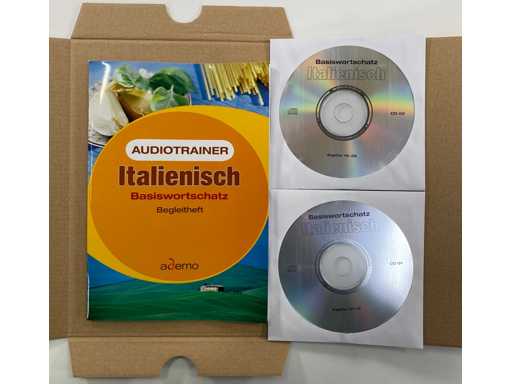 AUDIOTRAINER
Italienisch
Basiswortschatz
Begleitheft
ademo
Basiswortschatz
Italienisch
Basiswortschatz
Italienisch